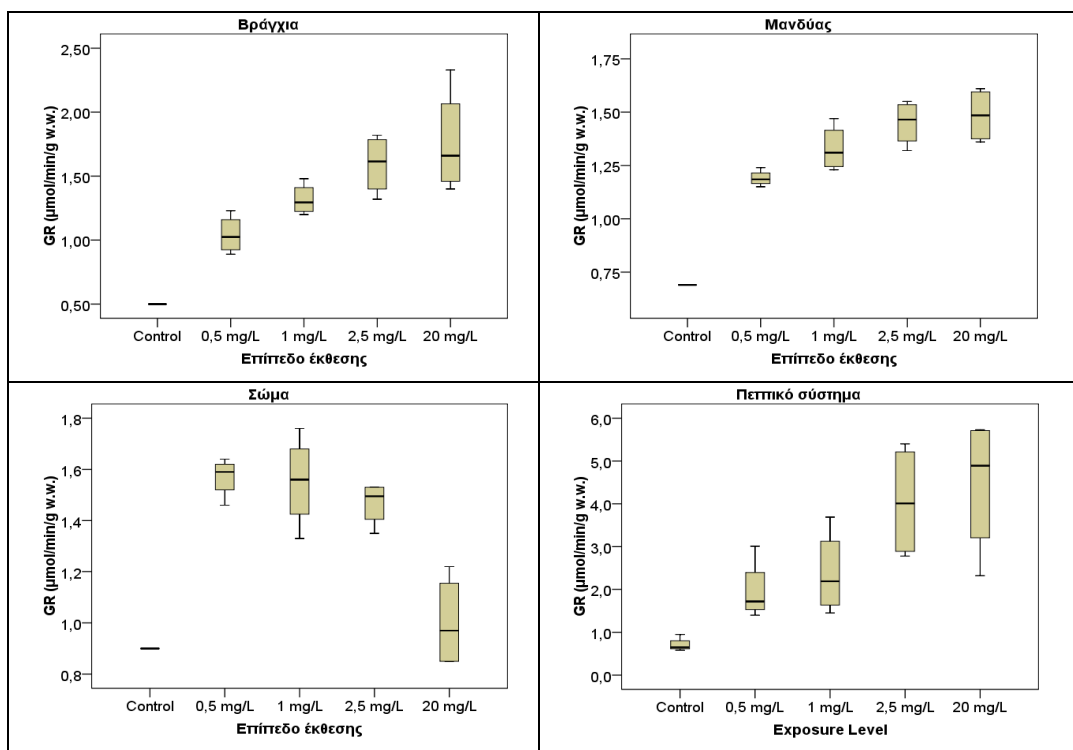 Βράγχια
2,50
2,00
1,50
1,00
0,50
GR (μmol/min/g w.w.)
Control 0,5 mg/L 1 mg/L 2,5 mg/L 20 mg/L
Επίπεδο έκθεσης
Μανδύας
1,75
1,50
1,25
1,00
0,75
GR (μmol/min/g w.w.)
Control 0,5 mg/L 1 mg/L 2,5 mg/L 20 mg/L
Επίπεδο έκθεσης
Σώμα
1,8
1,6
1,4
1,2
1,0
0,8
GR (μmol/min/g w.w.)
Control 0,5 mg/L 1 mg/L 2,5 mg/L 20 mg/L
Επίπεδο έκθεσης
Πεπτικό σύστημα
6,0
5,0
4,0
3,0
2,0
1,0
0,0
GR (μmol/min/g w.w.)
Control 0,5 mg/L 1 mg/L 2,5 mg/L 20 mg/L
Exposure Level